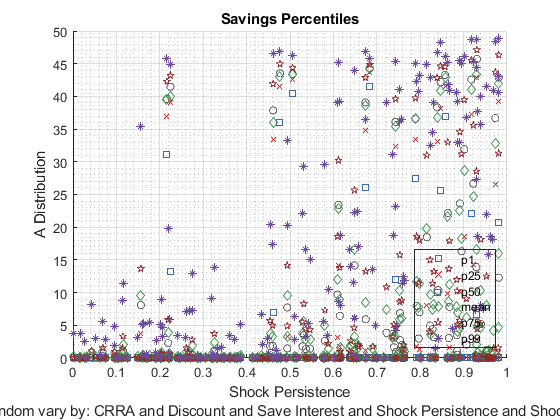 Savings Percentiles
A Distribution
50
45
40
35
30
25
20
15
10
5
0
p1
p25
p50
mean
p75
p99
0 0.1 0.2 0.3 0.4 0.5 0.6 0.7 0.8 0.9 1
Shock Persistence
ndom vary by: CRRA and Discount and Save Interest and Shock Persistence and Sho